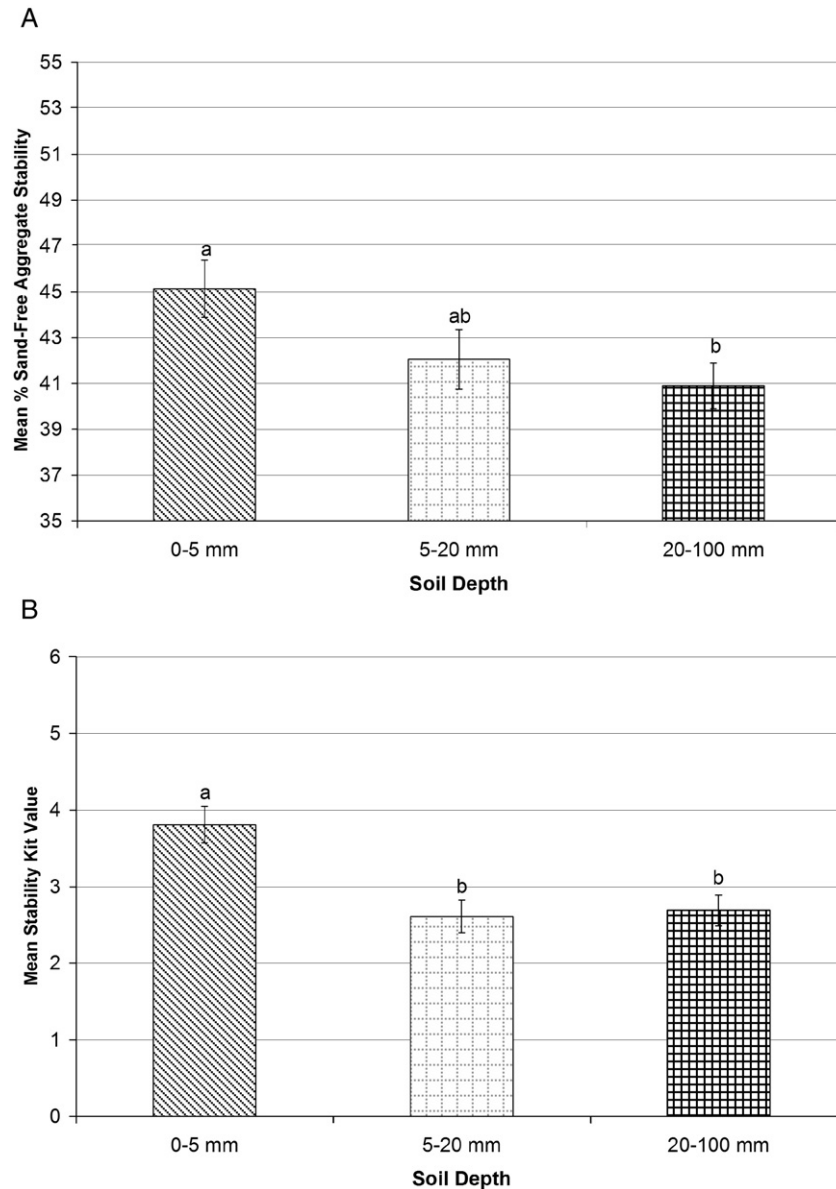 A
Mean % Sand-Free Aggregate Stability
55
53
51
49
47
45
43
41
39
37
35
a
ab
b
0-5 mm
5-20 mm
20-100 mm
Soil Depth
B
Mean Stability Kit Value
6
5
4
3
2
1
0
a
b
b
0-5 mm
5-20 mm
20-100 mm
Soil Depth